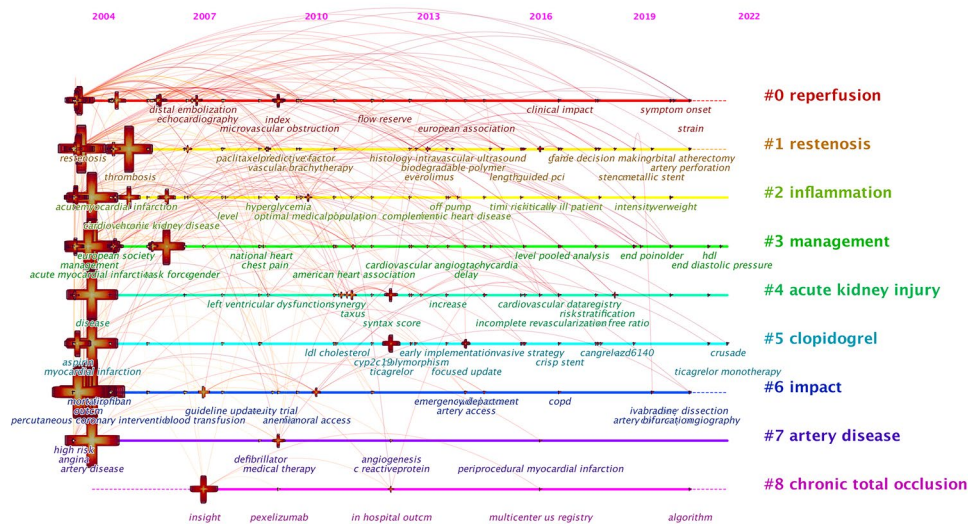 2004 2007 2010 2013 2016 2019 2022
#0 reperfusion
distal embolization clinical impact symptom onset
echocardiography index flow reserve
microvascular obstruction european association strain
#1 restenosis
restenosis paclitaxel predictive factor histology intravascular ultrasound game decision making orbital atherectomy
vascular brachytherapy biodegradable polymer artery perforation
thrombosis everolimus length guided pci metallic stent
#2 inflammation
acute myocardial infarction hyperglycemia off pump timi risk critically ill patient intensity overweight
level optimal medical population complementic heart disease
cardiovascular chronic kidney disease
#3 management
european society national heart level pooled analysis end point hdl
management chest pain cardiovascular angiography tachycardia end diastolic pressure
acute myocardial infarction task force gender american heart association delay
#4 acute kidney injury
left ventricular dysfunction synergy increase cardiovascular data registry
taxus risk stratification
disease syntax score incomplete revascularization free ratio
#5 clopidogrel
ldl cholesterol early implementation invasive strategy cangrelor azd6140 crusade
aspirin cyp2c19 polymorphism crisp stent
myocardial infarction ticagrelor focused update ticagrelor monotherapy
#6 impact
mortality tirofiban emergency department copd
outcm guideline update acuity trial artery access ivabradine dissection
percutaneous coronary intervention blood transfusion anemia femoral access artery bifurcation angiography
#7 artery disease
high risk
angina defibrillator angiogenesis
artery disease medical therapy c reactive protein periprocedural myocardial infarction
#8 chronic total occlusion
insight pexelizumab in hospital outcm multicenter us registry algorithm